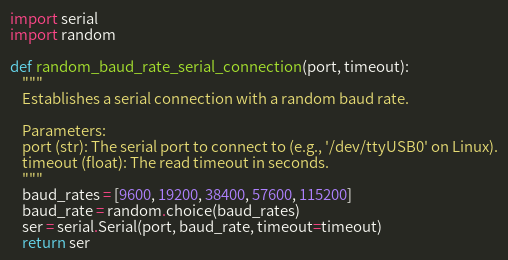 import serial
import random

def random_baud_rate_serial_connection(port, timeout):
    """
    Establishes a serial connection with a random baud rate.

    Parameters:
    port (str): The serial port to connect to (e.g., '/dev/ttyUSB0' on Linux).
    timeout (float): The read timeout in seconds.
    """
    baud_rates = [9600, 19200, 38400, 57600, 115200]
    baud_rate = random.choice(baud_rates)
    ser = serial.Serial(port, baud_rate, timeout=timeout)
    return ser